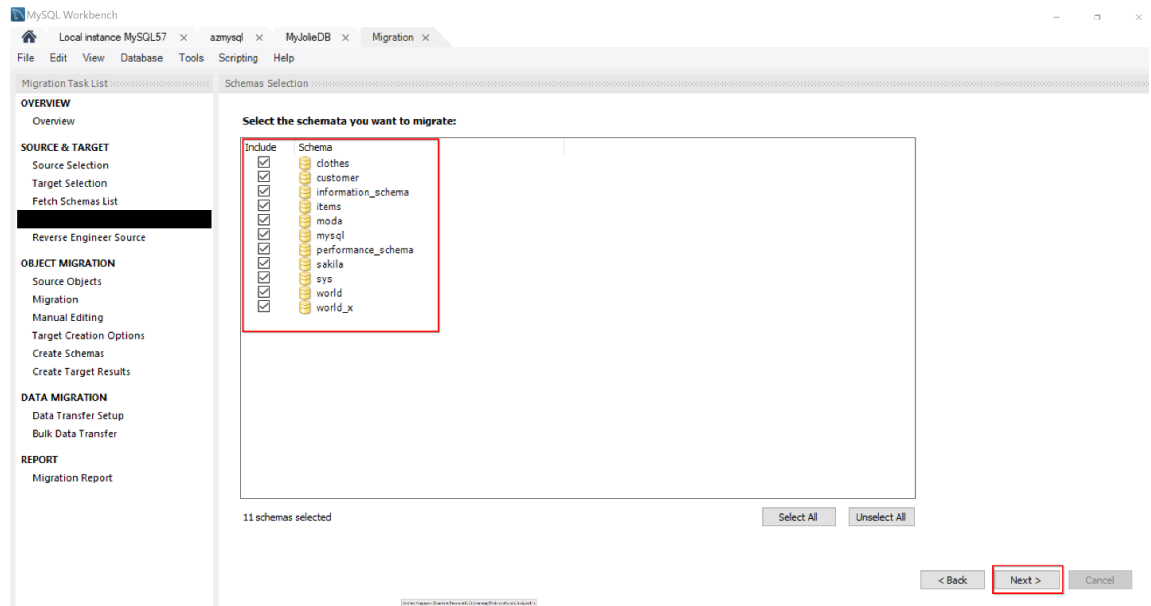 MySQL Workbench
Local instance MySQL57 × azmysql × MyJolieDB × Migration ×
File Edit View Database Tools Scripting Help
Migration Task List
Schemas Selection
OVERVIEW
Overview
SOURCE & TARGET
Source Selection
Target Selection
Fetch Schemas List
Reverse Engineer Source
OBJECT MIGRATION
Source Objects
Migration
Manual Editing
Target Creation Options
Create Schemas
Create Target Results
DATA MIGRATION
Data Transfer Setup
Bulk Data Transfer
REPORT
Migration Report
Select the schemata you want to migrate:
Include Schema
clothes
customer
information_schema
items
moda
mysql
performance_schema
sakila
sys
world
world_x
11 schemas selected
Select All
Unselect All
< Back
Next >
Cancel